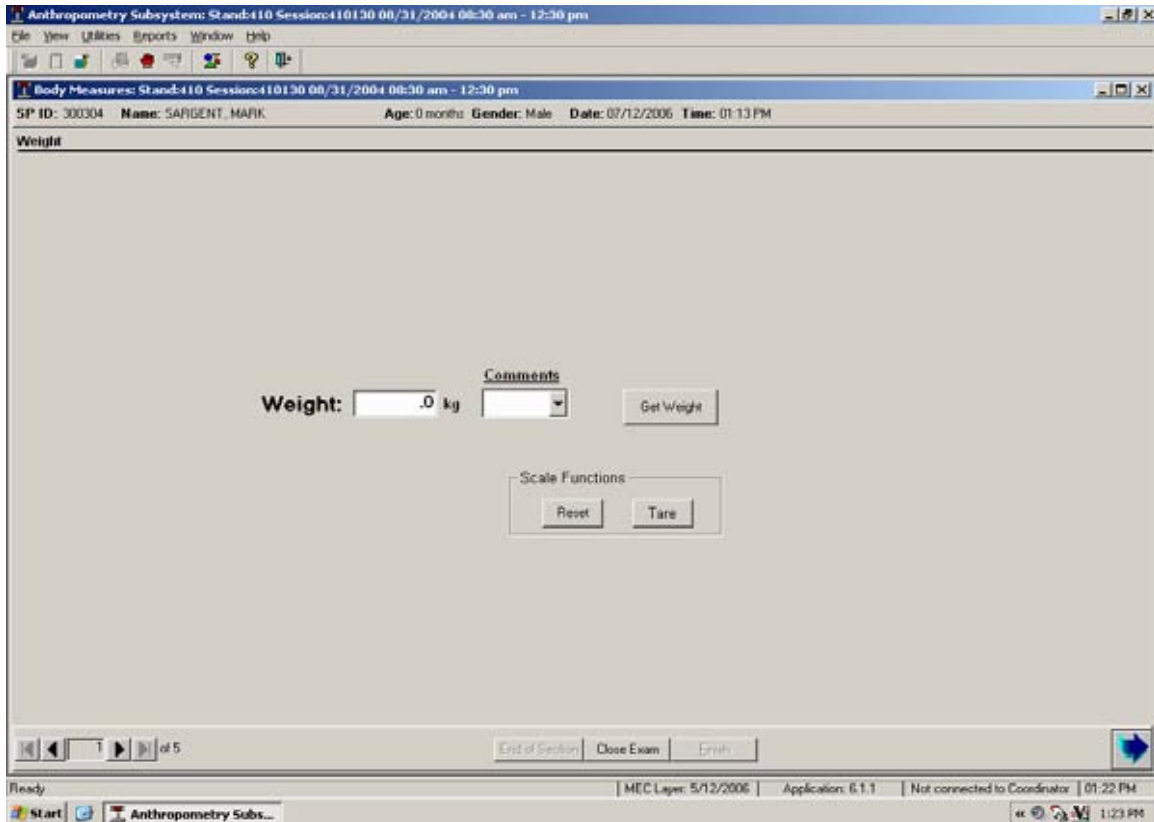 Anthropometry Subsystem: Stand:410 Session:410130 08/31/2004 08:30 am - 12:30 pm
File View Utilities Reports Window Help
Body Measures: Stand:410 Session:410130 08/31/2004 08:30 am - 12:30 pm
SP ID: 300304 Name: SARGENT, MARK Age: 0 months Gender: Male Date: 07/12/2006 Time: 01:13 PM
Weight
Comments
Weight: .0 kg Get Weight
Scale Functions
Reset Tare
1 of 5 End of Section Close Exam Finish
Ready MEC Layer: 5/12/2006 Application: 6.1.1 Not connected to Coordinator 01:22 PM
Start Anthropometry Subs... « 1:23 PM